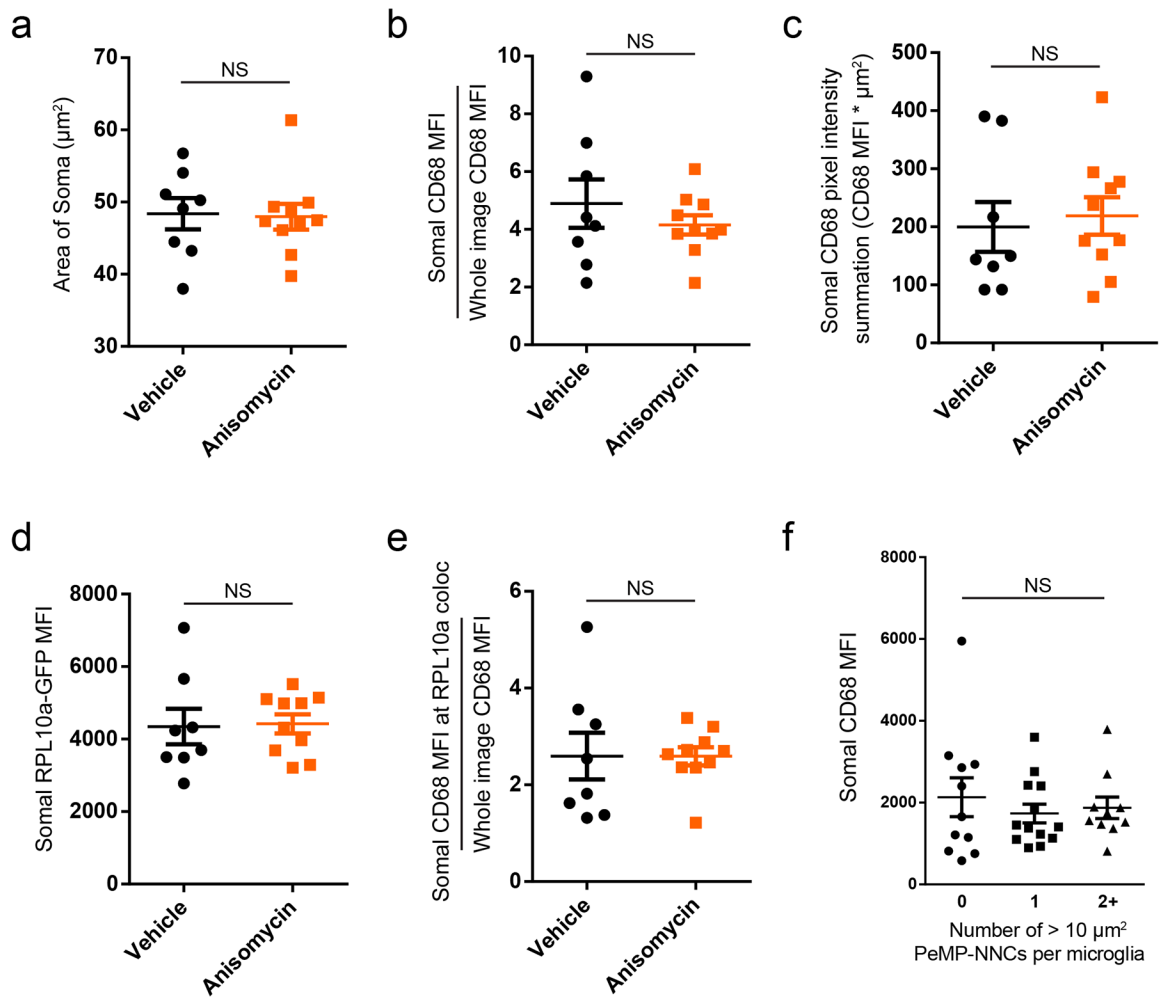 a
Area of Soma (µm²)
70
60
50
40
30
NS
Vehicle
Anisomycin
b
Somal CD68 MFI
Whole image CD68 MFI
10
8
6
4
2
0
NS
Vehicle
Anisomycin
c
Somal CD68 pixel intensity
summation (CD68 MFI * µm²)
500
400
300
200
100
0
NS
Vehicle
Anisomycin
d
Somal RPL10a-GFP MFI
8000
6000
4000
2000
0
NS
Vehicle
Anisomycin
e
Somal CD68 MFI at RPL10a coloc
Whole image CD68 MFI
6
4
2
0
NS
Vehicle
Anisomycin
f
Somal CD68 MFI
8000
6000
4000
2000
0
NS
0 1 2+
Number of > 10 µm²
PeMP-NNCs per microglia